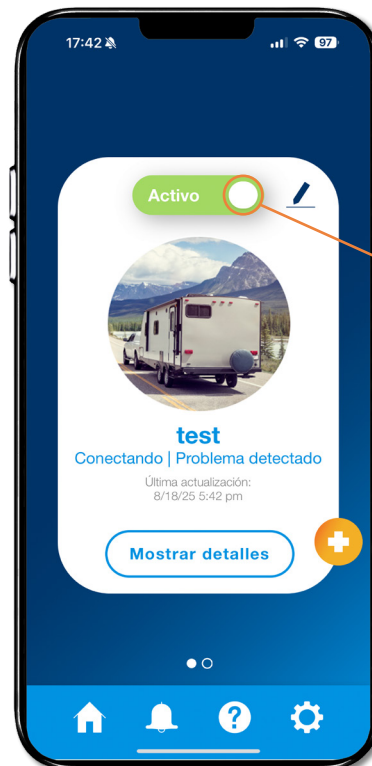 17:42
97
Activo
test
Conectando | Problema detectado
Última actualización:
8/18/25 5:42 pm
Mostrar detalles
?